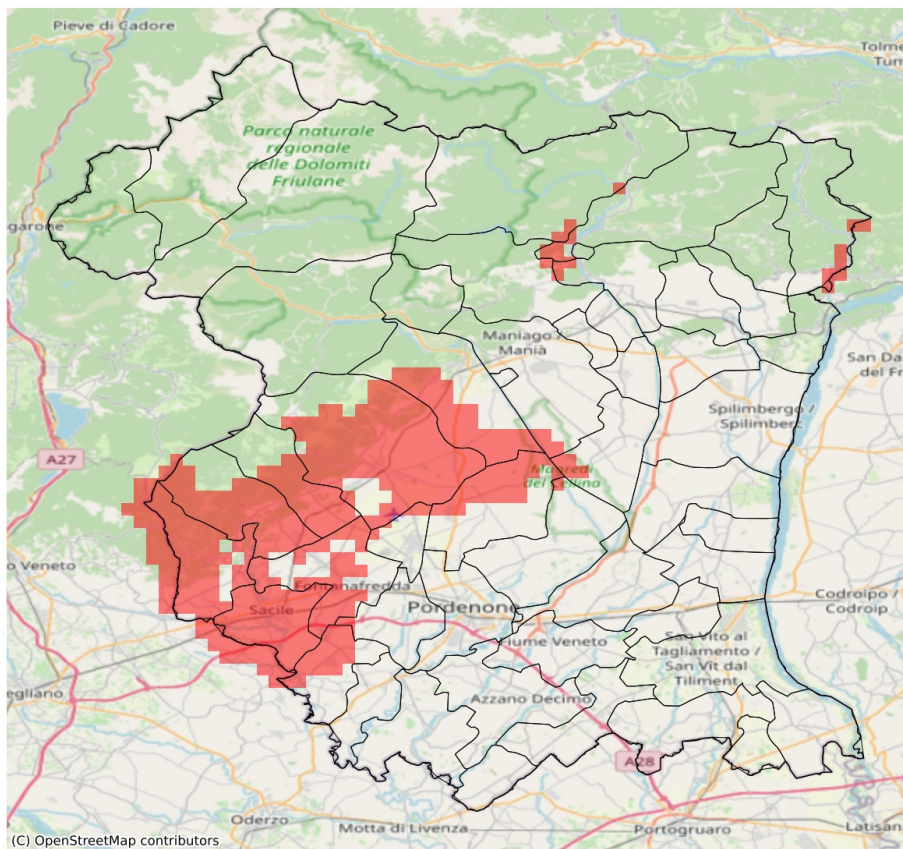 Pieve di Cadore
Tolme
Tum
Parco naturale
regionale
delle Dolomiti
Friulane
garone
Maniago /
Manià
San Da
del Fr
Spilimbergo /
Spilimberc
A27
Magredi
del Cellina
o Veneto
Fontanafredda
Sacile
Pordenone
Codroipo /
Codroip
Fiume Veneto
San Vito al
Tagliamento /
San Vît dal
Tiliment
egliano
Azzano Decimo
A28
Oderzo
Motta di Livenza
Portogruaro
Latisan
(C) OpenStreetMap contributors